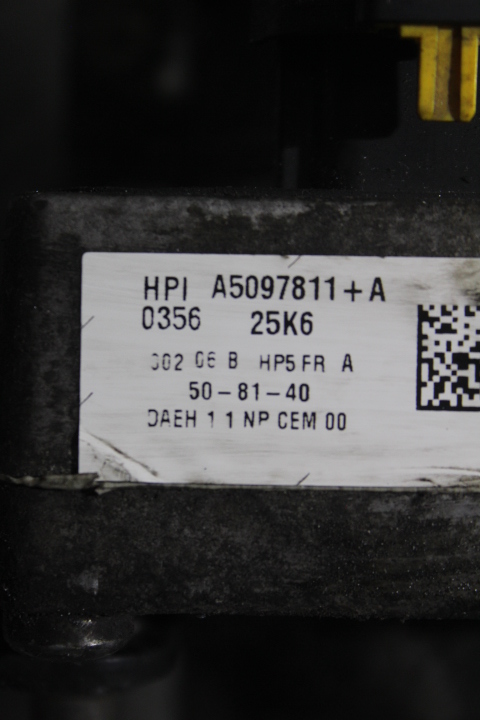 HPI A5097811+A
0356 25K6
002 06 B HP5 FR A
50-81-40
DAEH 1 1 NP CEM 00